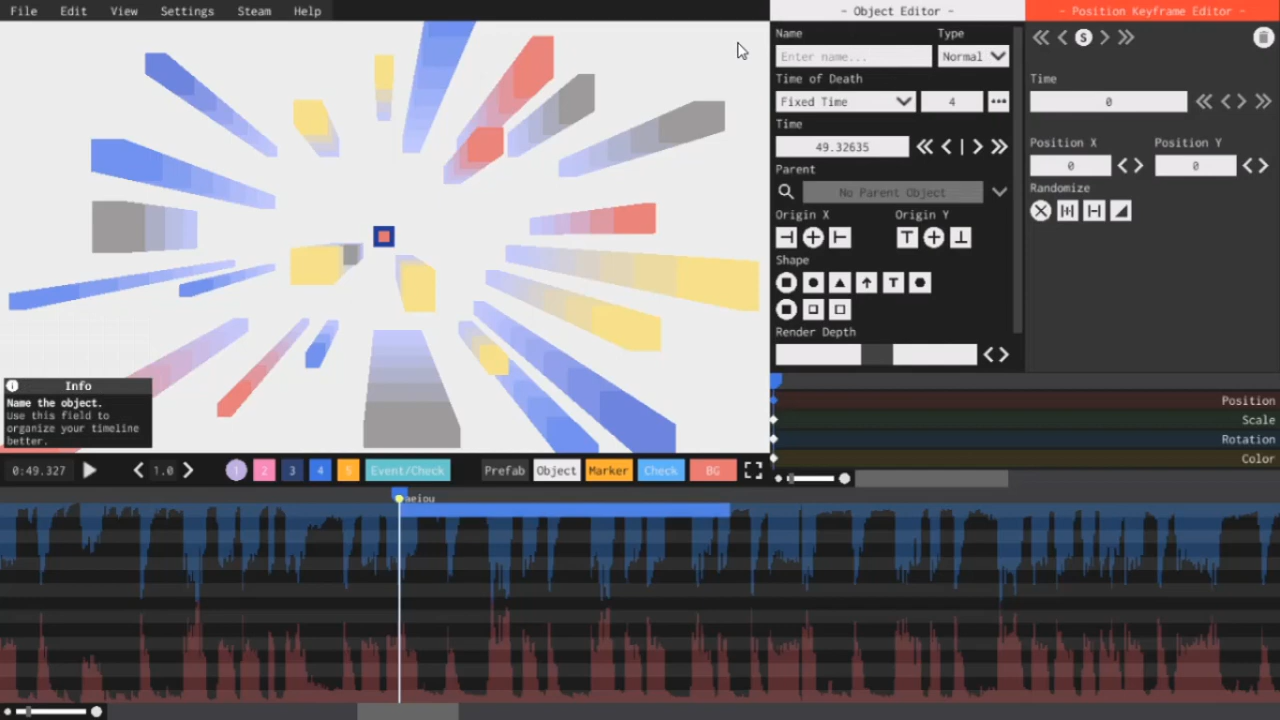 File Edit View Settings Steam Help
- Object Editor -
- Position Keyframe Editor -
Name Type
Enter name... Normal
Time of Death
Fixed Time 4
Time
49.32635
Parent
No Parent Object
Origin X Origin Y
Shape
T
Render Depth
S
Time
0
Position X Position Y
0 0
Randomize
Info
Name the object.
Use this field to
organize your timeline
better.
Position
Scale
Rotation
Color
0:49.327 1.0 1 2 3 4 5 Event/Check Prefab Object Marker Check BG
aeiou